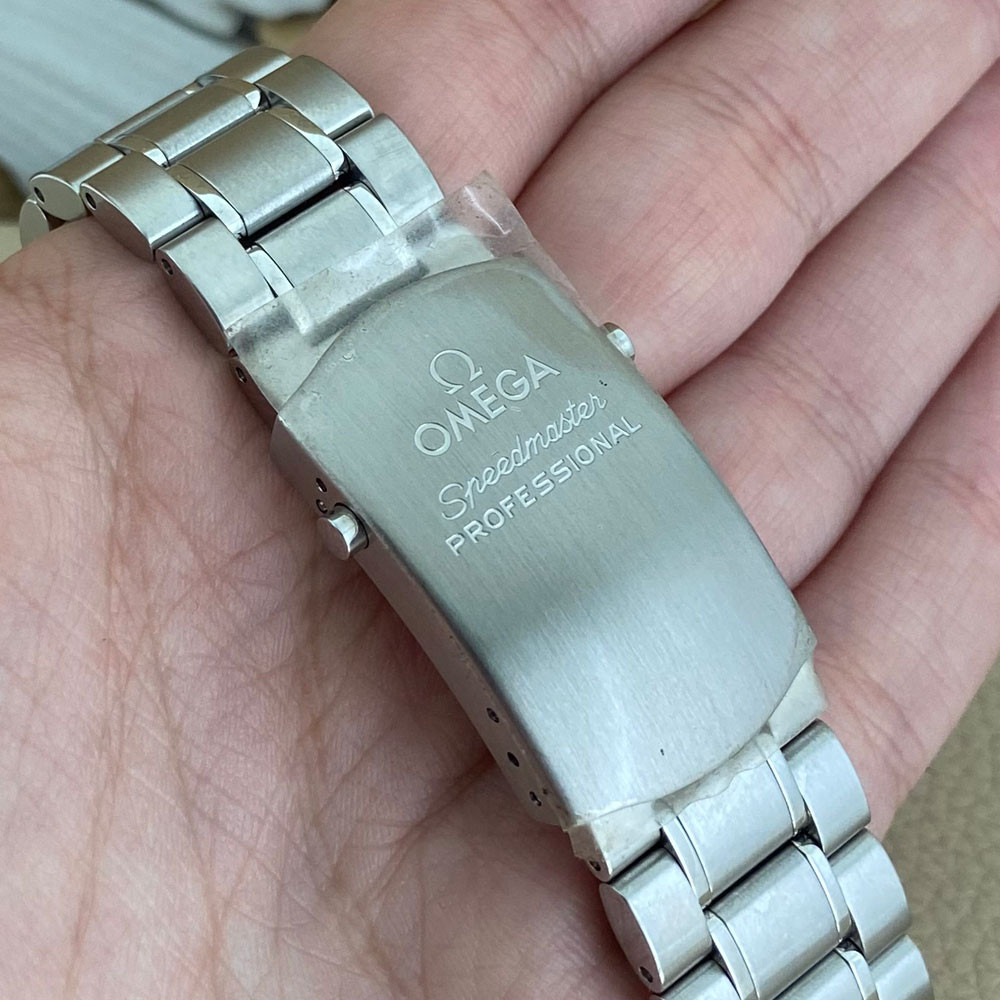 Ω
OMEGA
Speedmaster
PROFESSIONAL